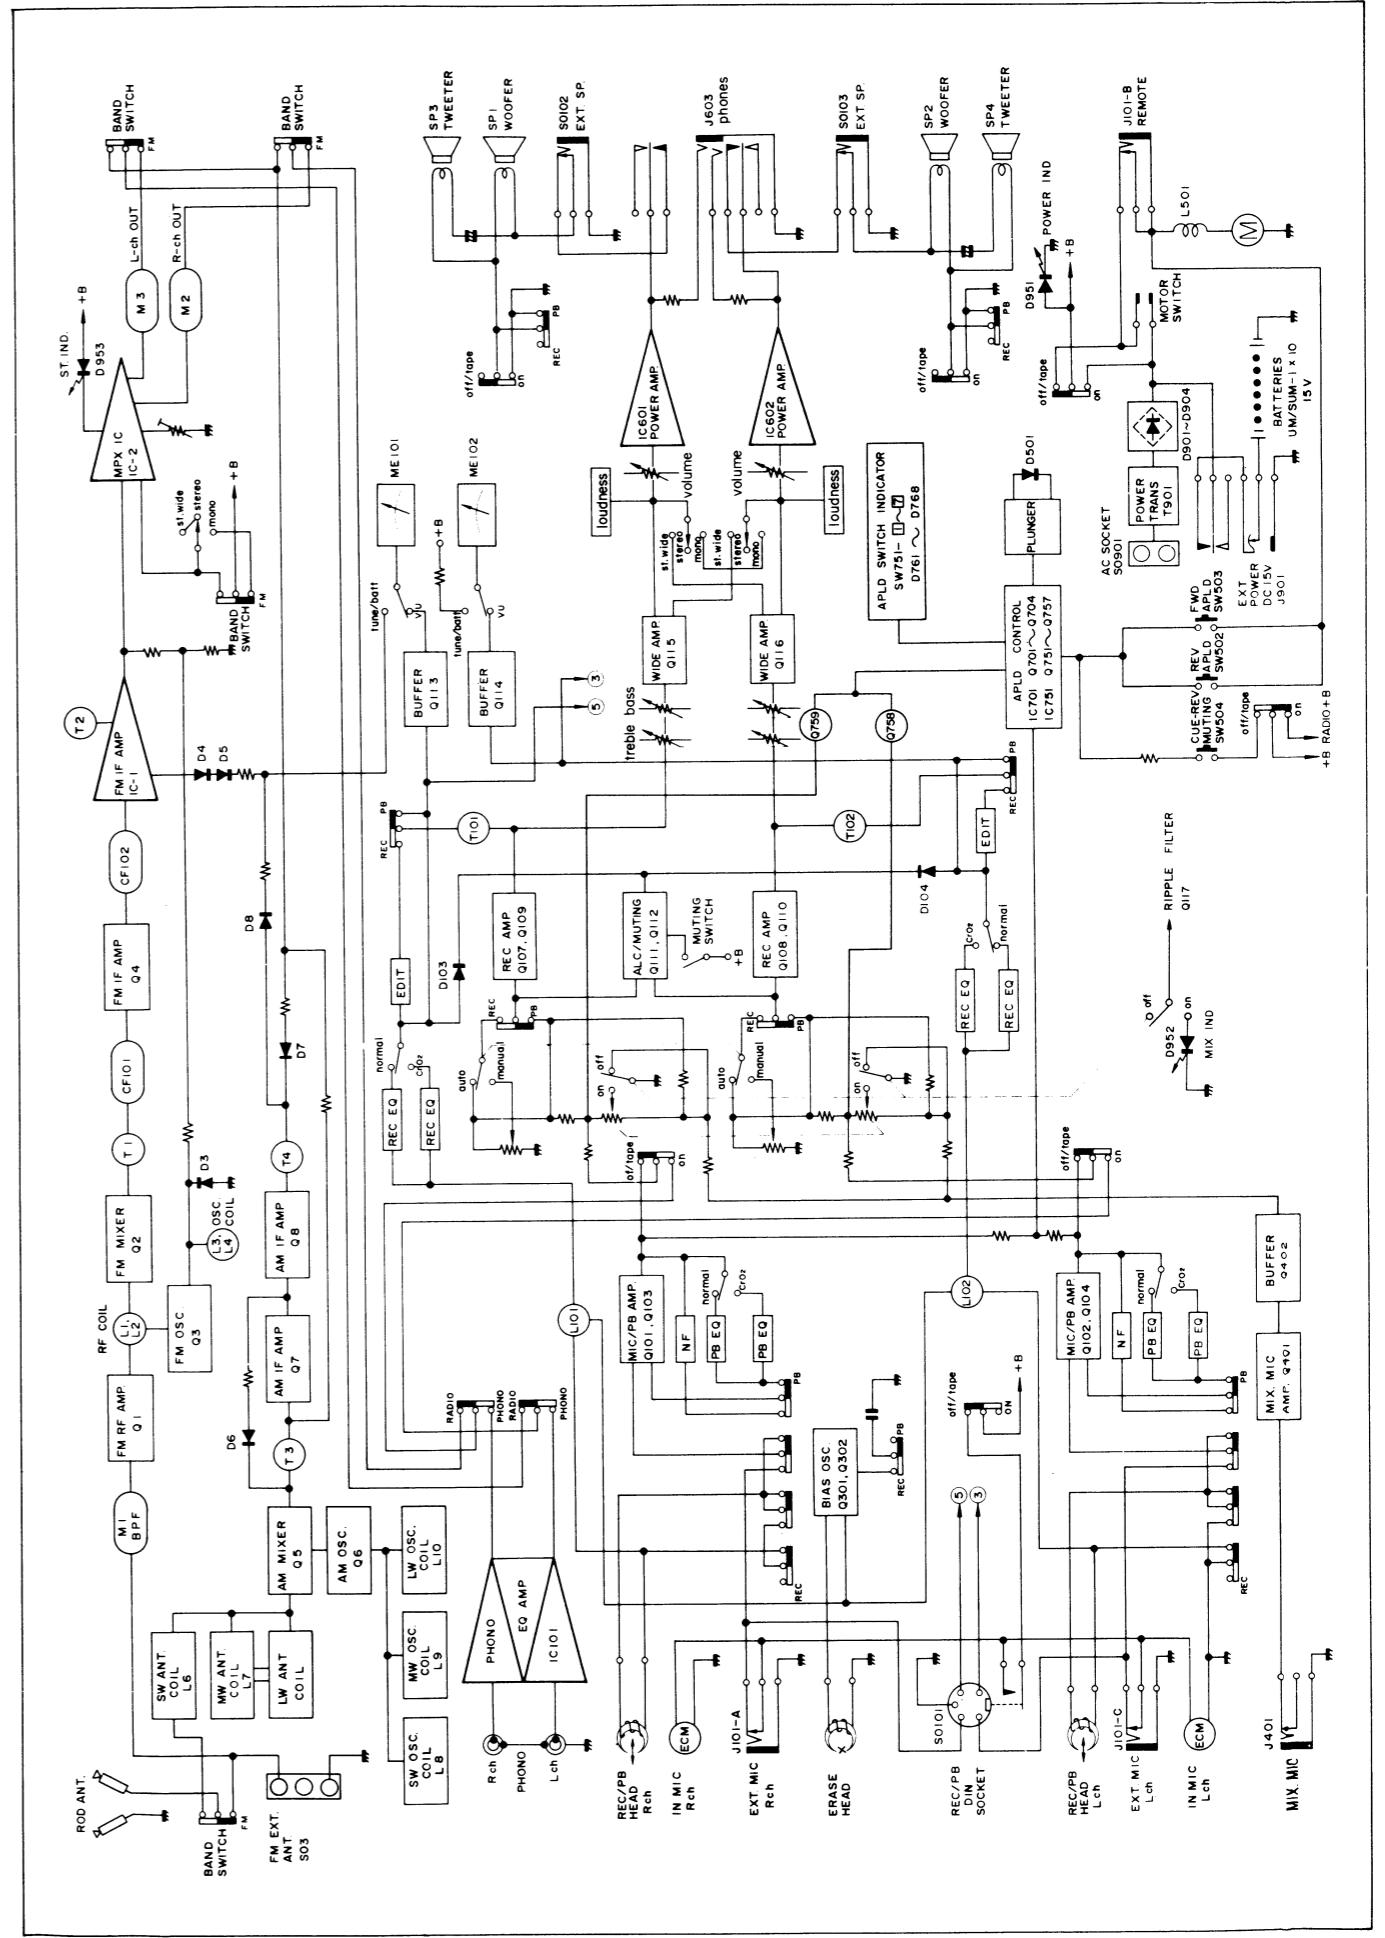 ROD ANT.
BAND
SWITCH
FM
FM EXT.
ANT
S03
M1
BPF
FM RF AMP.
Q1
RF COIL
L1,
L2
FM MIXER
Q2
T1
CF101
FM IF AMP
Q4
CF102
FM IF AMP
IC-1
T2
MPX IC
IC-2
ST. IND.
D953
+B
M3
L-ch OUT
M2
R-ch OUT
BAND
SWITCH
FM
BAND
SWITCH
FM
FM OSC
Q3
L3,
L4
OSC.
COIL
D3
D4
D5
st. wide
stereo
mono
+B
BAND
SWITCH
FM
SW ANT.
COIL
L6
MW ANT.
COIL
L7
LW ANT
COIL
AM MIXER
Q5
AM OSC.
Q6
T3
D6
AM IF AMP
Q7
AM IF AMP
Q8
T4
D7
D8
SW OSC
COIL
L8
MW OSC.
COIL
L9
LW OSC.
COIL
L10
Rch
PHONO
Lch
PHONO
EQ AMP
IC101
RADIO
PHONO
RADIO
PHONO
REC EQ
REC EQ
normal
Cr02
EDIT
REC
PB
T101
D103
BUFFER
Q113
BUFFER
Q114
tune/batt
VU
tune/batt
VU
+B
ME101
ME102
5
3
SP3
TWEETER
SP1
WOOFER
SO102
EXT. SP.
J603
phones
SO103
EXT SP.
SP2
WOOFER
SP4
TWEETER
off/tape
on
REC
PB
off/tape
on
REC
PB
REC/PB
HEAD
Rch
IN MIC
Rch
ECM
EXT MIC
Rch
J101-A
ERASE
HEAD
L101
MIC/PB AMP.
Q101, Q103
NF
PB EQ
PB EQ
normal
Cr02
PB
REC
of/tape
on
auto
manual
REC
PB
on
off
REC AMP
Q107, Q109
ALC/MUTING
Q111, Q112
MUTING
SWITCH
+B
REC AMP
Q108, Q110
auto
manual
REC
PB
on
off
treble
bass
WIDE AMP.
Q115
WIDE AMP.
Q116
st. wide
stereo
mono
st. wide
stereo
mono
loudness
volume
volume
loudness
IC601
POWER AMP.
IC602
POWER AMP.
BIAS OSC.
Q301, Q302
REC
PB
REC/PB
DIN
SOCKET
SO101
5
3
off/tape
ON
+B
L102
REC EQ
REC EQ
Cr02
normal
D104
EDIT
REC
PB
T102
Q759
Q758
APLD SWITCH INDICATOR
SW751-1~7
D761 ~ D768
APLD CONTROL
IC701 Q701~Q704
IC751 Q751~Q757
PLUNGER
D501
D951
POWER IND
+B
off/tape
on
J101-B
REMOTE
L501
M
MOTOR
SWITCH
D901~D904
POWER
TRANS
T901
AC SOCKET
SO901
BATTERIES
UM/SUM-1 × 10
15V
EXT
POWER
DC 15V
J901
FWD
APLD
SW503
REV
APLD
SW502
CUE-REV
MUTING
SW504
off/tape
on
+B RADIO+B
REC/PB
HEAD
Lch
EXT. MIC
Lch
J101-C
IN MIC
Lch
ECM
MIC/PB AMP.
Q102, Q104
NF
PB EQ
PB EQ
normal
Cr02
PB
REC
off/tape
on
MIX. MIC
J401
MIX. MIC
AMP. Q401
BUFFER
Q402
off
on
D952
MIX IND
RIPPLE FILTER
Q117